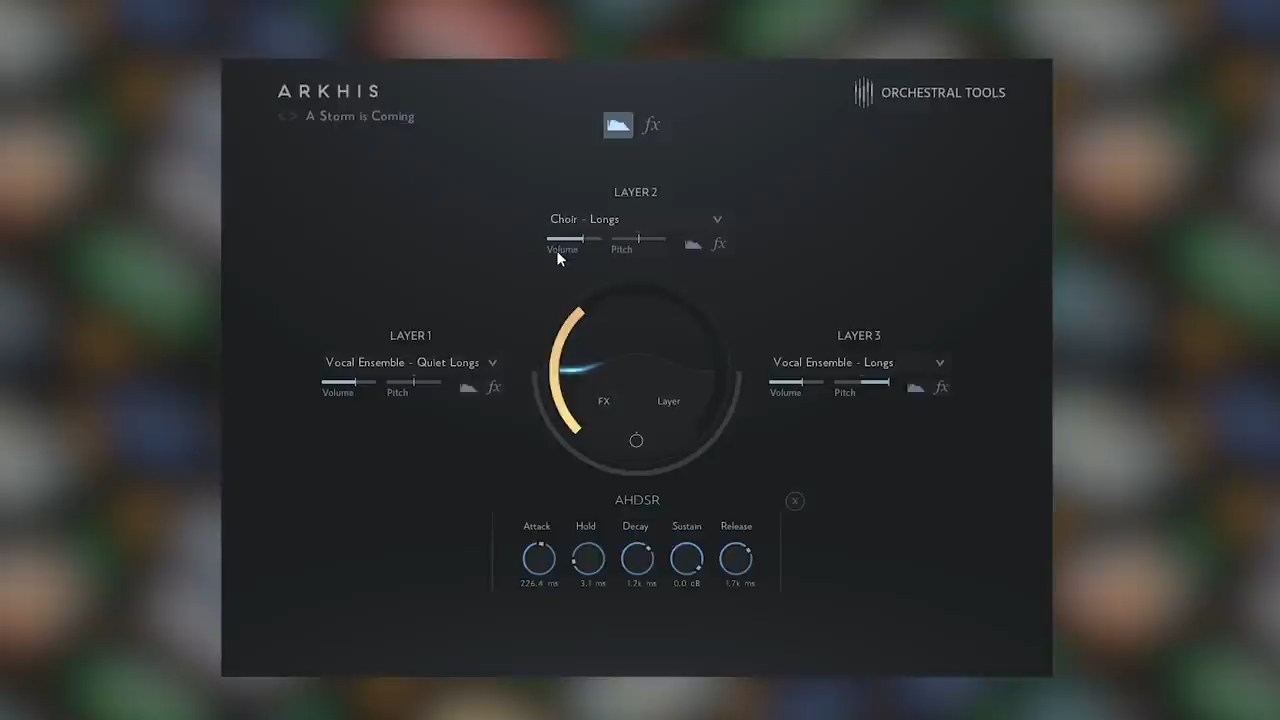 ARKHIS
ORCHESTRAL TOOLS
< > A Storm is Coming
fx
LAYER 2
Choir - Longs
Volume Pitch fx
LAYER 1
Vocal Ensemble - Quiet Longs
Volume Pitch fx
LAYER 3
Vocal Ensemble - Longs
Volume Pitch fx
FX Layer
AHDSR X
Attack Hold Decay Sustain Release
226.4 ms 3.1 ms 1.2k ms 0.0 dB 1.7k ms